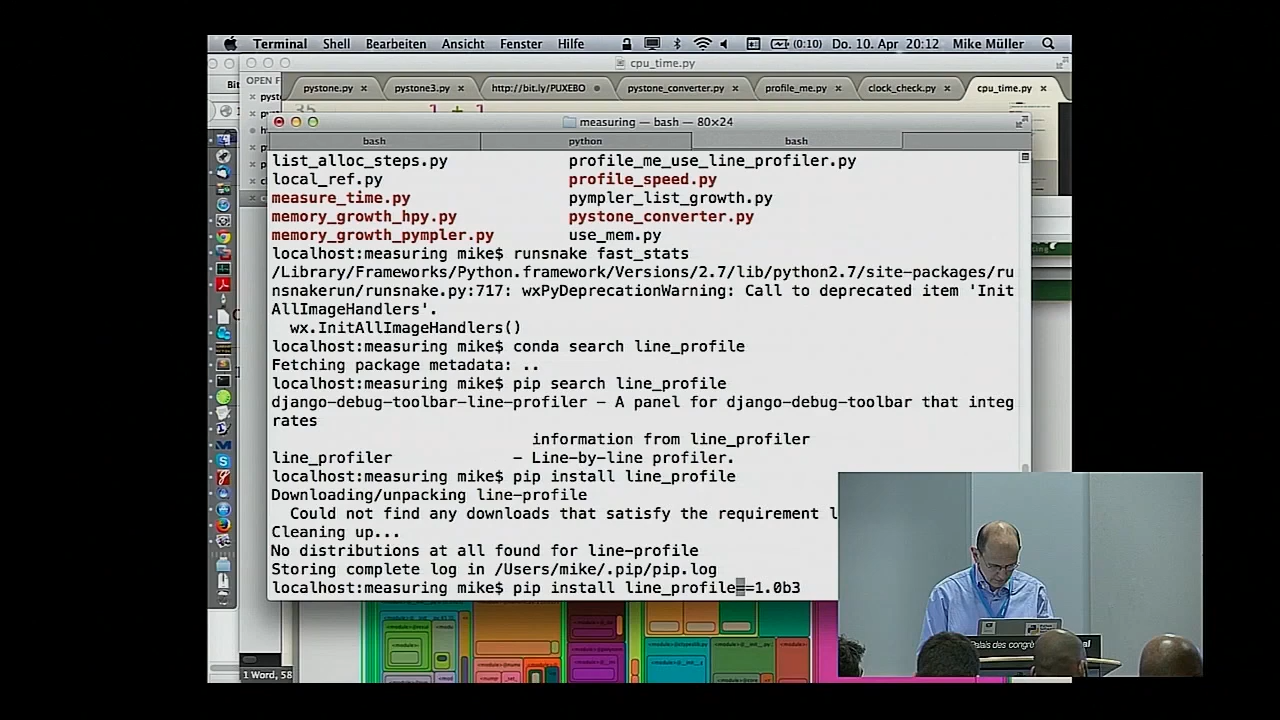 Terminal Shell Bearbeiten Ansicht Fenster Hilfe (0:10) Do. 10. Apr 20:12 Mike Müller
cpu_time.py
OPEN F
pystone.py pystone3.py http://bit.ly/PUXEBO pystone_converter.py profile_me.py clock_check.py cpu_time.py
measuring — bash — 80×24
bash python bash
list_alloc_steps.py profile_me_use_line_profiler.py
local_ref.py profile_speed.py
measure_time.py pympler_list_growth.py
memory_growth_hpy.py pystone_converter.py
memory_growth_pympler.py use_mem.py
localhost:measuring mike$ runsnake fast_stats
/Library/Frameworks/Python.framework/Versions/2.7/lib/python2.7/site-packages/ru
nsnakerun/runsnake.py:717: wxPyDeprecationWarning: Call to deprecated item 'Init
AllImageHandlers'.
wx.InitAllImageHandlers()
localhost:measuring mike$ conda search line_profile
Fetching package metadata: ..
localhost:measuring mike$ pip search line_profile
django-debug-toolbar-line-profiler - A panel for django-debug-toolbar that integ
rates
information from line_profiler
line_profiler - Line-by-line profiler.
localhost:measuring mike$ pip install line_profile
Downloading/unpacking line-profile
Could not find any downloads that satisfy the requirement l
Cleaning up...
No distributions at all found for line-profile
Storing complete log in /Users/mike/.pip/pip.log
localhost:measuring mike$ pip install line_profile==1.0b3
1 Word, 58
Palais des congrè